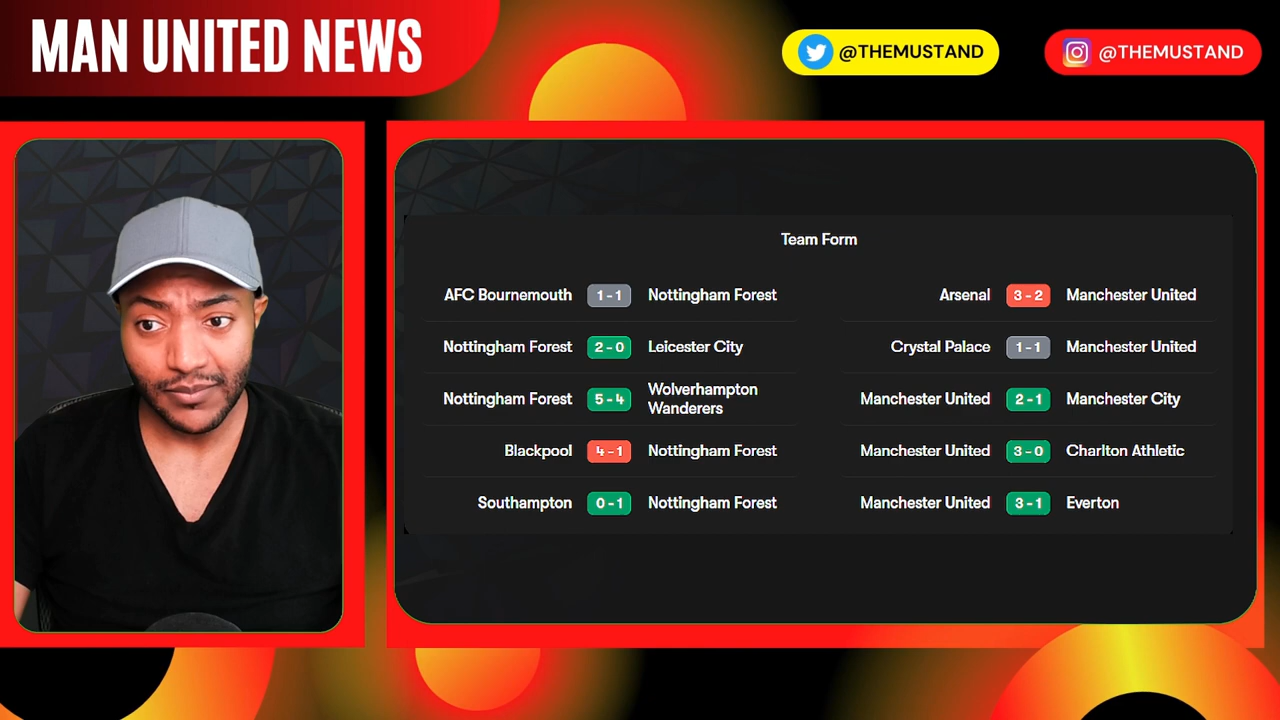 MAN UNITED NEWS
@THEMUSTAND
@THEMUSTAND
Team Form
AFC Bournemouth 1 - 1 Nottingham Forest
Nottingham Forest 2 - 0 Leicester City
Nottingham Forest 5 - 4 Wolverhampton
Wanderers
Blackpool 4 - 1 Nottingham Forest
Southampton 0 - 1 Nottingham Forest
Arsenal 3 - 2 Manchester United
Crystal Palace 1 - 1 Manchester United
Manchester United 2 - 1 Manchester City
Manchester United 3 - 0 Charlton Athletic
Manchester United 3 - 1 Everton